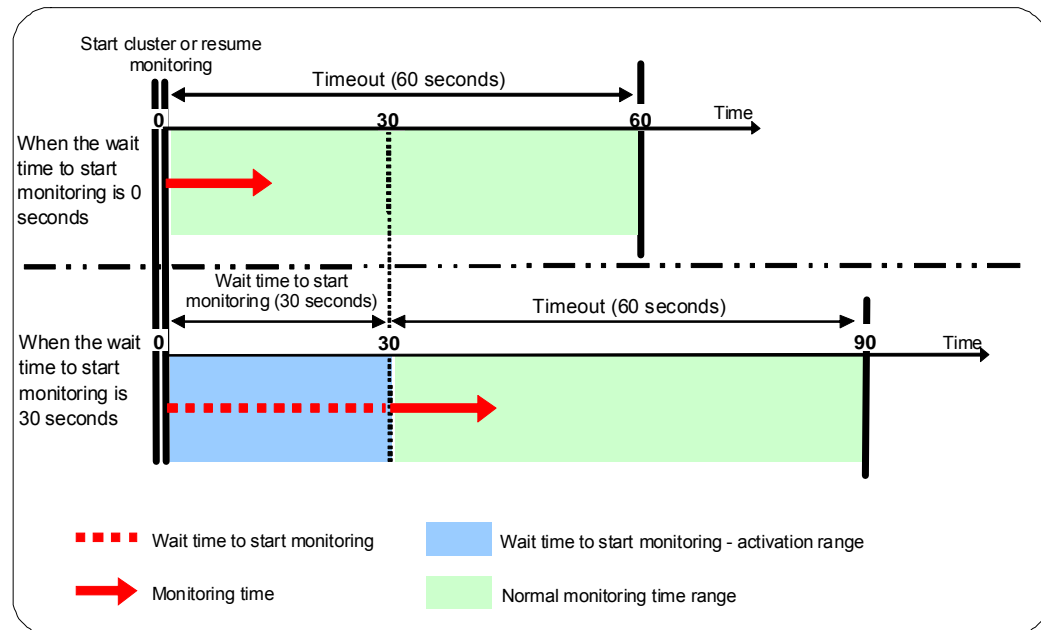 Start cluster or resume
monitoring
Timeout (60 seconds)
0
30
60
Time
When the wait
time to start
monitoring is 0
seconds
Wait time to start
monitoring (30 seconds)
Timeout (60 seconds)
When the wait
time to start
monitoring is
30 seconds
0
30
90
Time
Wait time to start monitoring
Wait time to start monitoring - activation range
Monitoring time
Normal monitoring time range